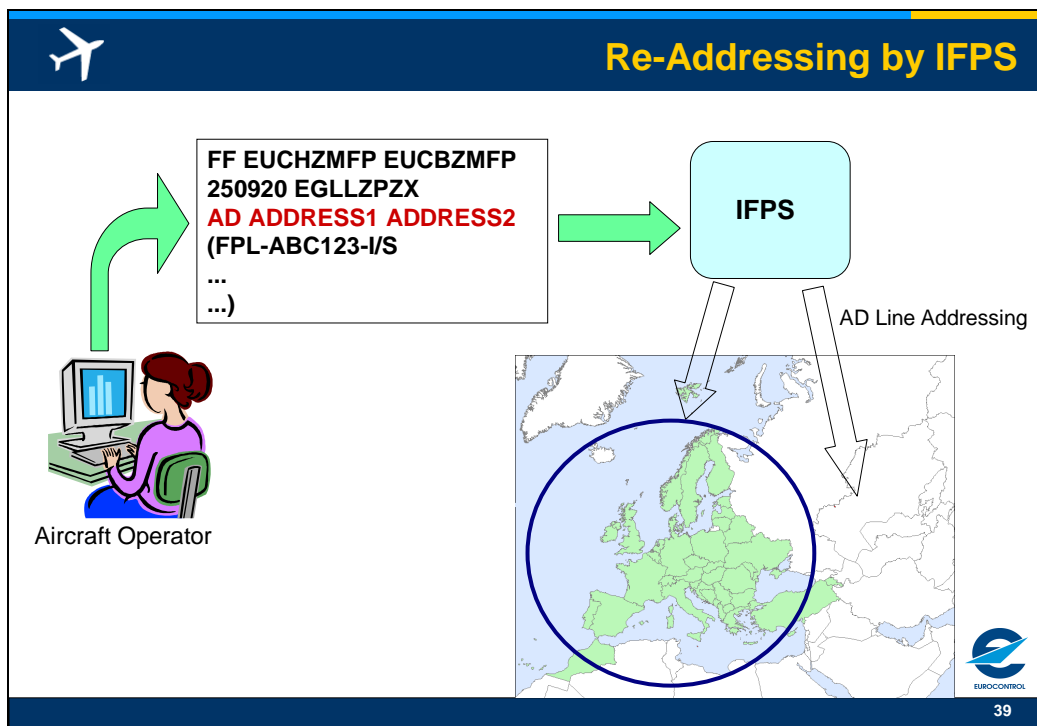 Re-Addressing by IFPS
FF EUCHZMFP EUCBZMFP
250920 EGLLZPZX
AD ADDRESS1 ADDRESS2
(FPL-ABC123-I/S
...
...)
IFPS
AD Line Addressing
Aircraft Operator
EUROCONTROL
39